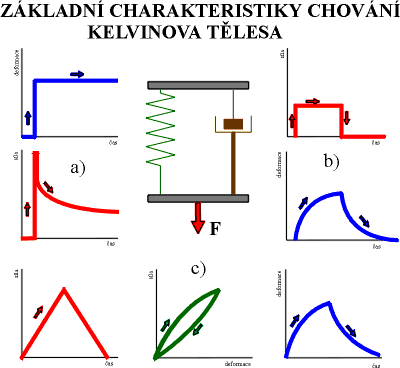 ZÁKLADNÍ CHARAKTERISTIKY CHOVÁNÍ
KELVINOVA TĚLESA
deformace
čas
síla
čas
a)
F
síla
čas
b)
deformace
čas
síla
čas
c)
síla
deformace
deformace
čas